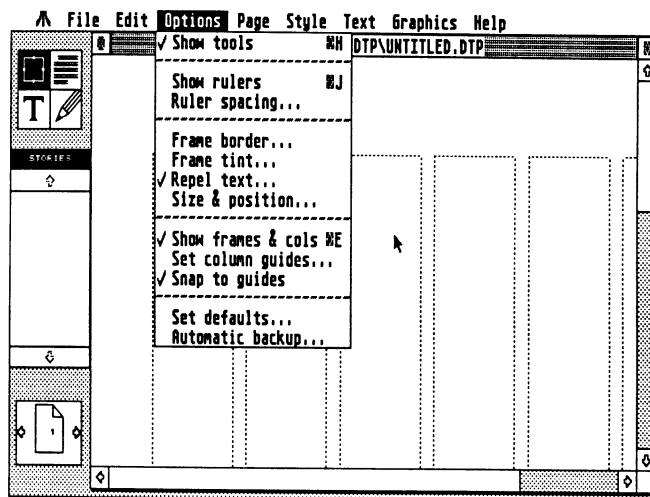 File Edit Options Page Style Text Graphics Help
DTP\UNTITLED.DTP
✓ Show tools ⌘H
Show rulers ⌘J
Ruler spacing...
Frame border...
Frame tint...
✓ Repel text...
Size & position...
✓ Show frames & cols ⌘E
Set column guides...
✓ Snap to guides
Set defaults...
Automatic backup...
T
STORIES
1